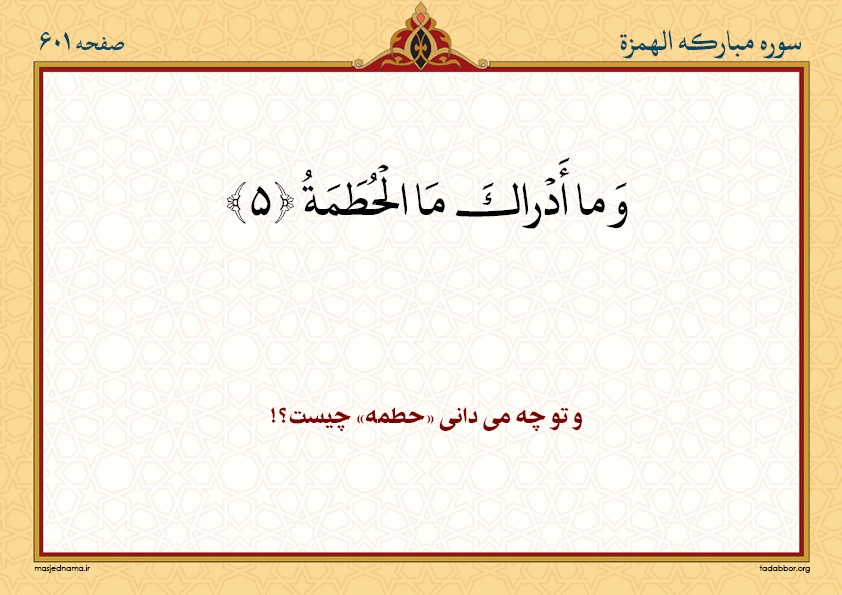 سوره مبارکه الهمزة
صفحه ۶۰۱
وَ ما أَدْراكَ مَا الْحُطَمَةُ ﴿۵﴾
و تو چه می دانی «حطمه» چیست؟!
masjednama.ir
tadabbor.org